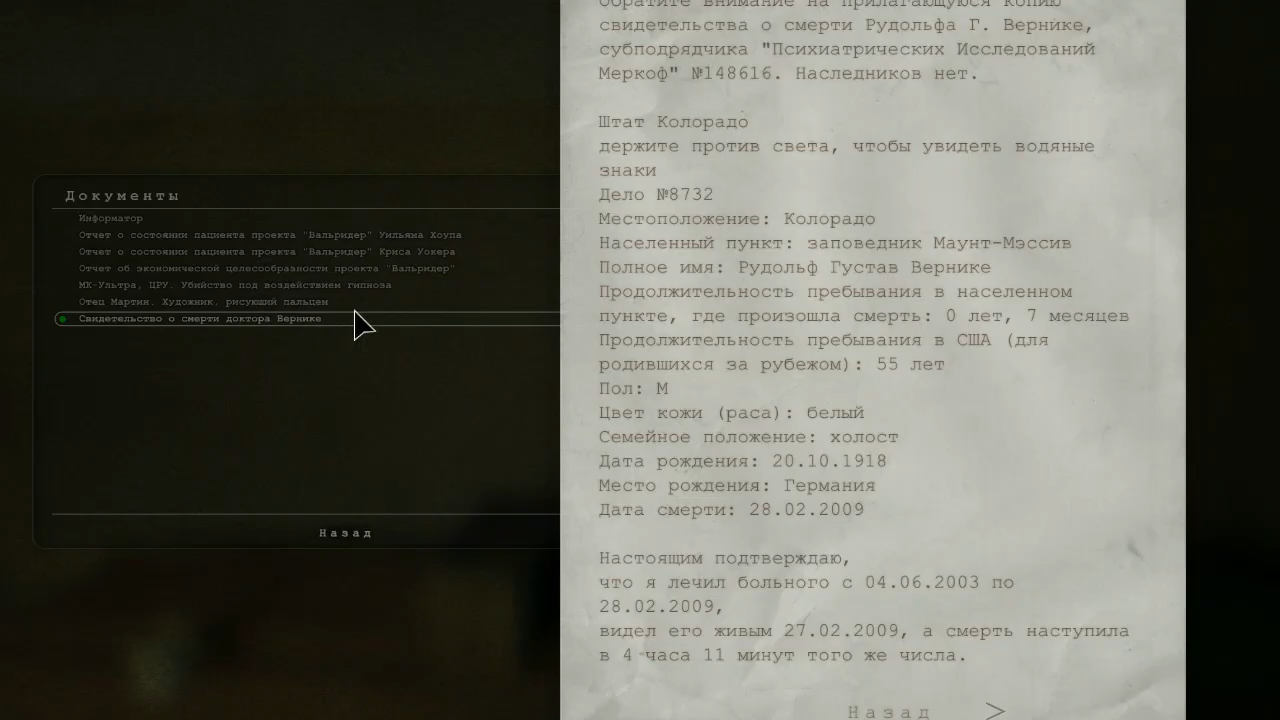 Документы
Информатор
Отчет о состоянии пациента проекта "Вальридер" Уильяма Хоупа
Отчет о состоянии пациента проекта "Вальридер" Криса Уокера
Отчет об экономической целесообразности проекта "Вальридер"
МК-Ультра, ЦРУ. Убийство под воздействием гипноза
Отец Мартин. Художник, рисующий пальцем
Свидетельство о смерти доктора Вернике
Назад
Обратите внимание на прилагающуюся копию
свидетельства о смерти Рудольфа Г. Вернике,
субподрядчика "Психиатрических Исследований
Меркоф" №148616. Наследников нет.
Штат Колорадо
держите против света, чтобы увидеть водяные
знаки
Дело №8732
Местоположение: Колорадо
Населенный пункт: заповедник Маунт-Мэссив
Полное имя: Рудольф Густав Вернике
Продолжительность пребывания в населенном
пункте, где произошла смерть: 0 лет, 7 месяцев
Продолжительность пребывания в США (для
родившихся за рубежом): 55 лет
Пол: М
Цвет кожи (раса): белый
Семейное положение: холост
Дата рождения: 20.10.1918
Место рождения: Германия
Дата смерти: 28.02.2009
Настоящим подтверждаю,
что я лечил больного с 04.06.2003 по
28.02.2009,
видел его живым 27.02.2009, а смерть наступила
в 4 часа 11 минут того же числа.
Назад >